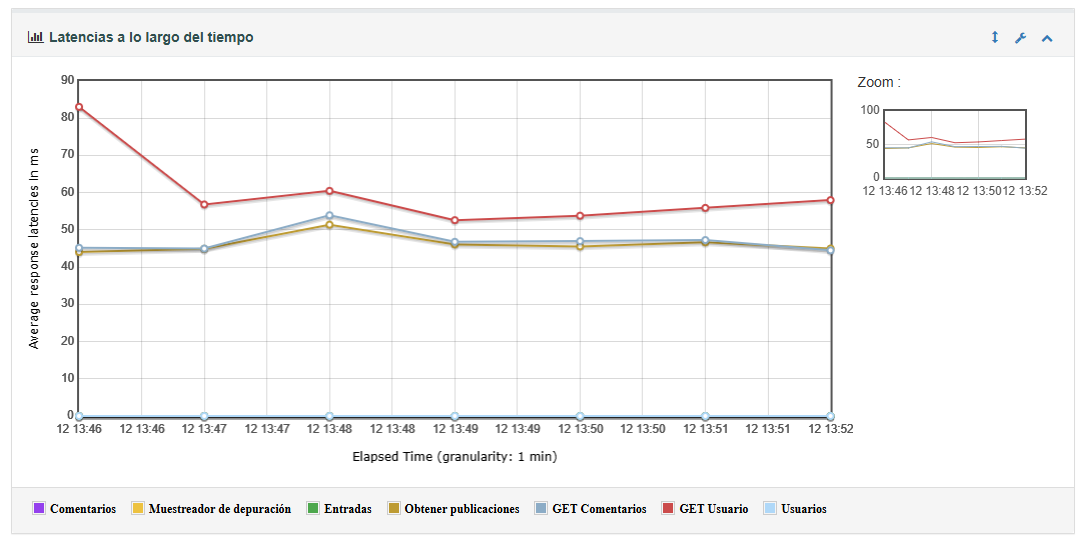 Latencias a lo largo del tiempo
Zoom :
Average response latencies in ms
90
80
70
60
50
40
30
20
10
0
12 13:46 12 13:46 12 13:47 12 13:47 12 13:48 12 13:48 12 13:49 12 13:49 12 13:50 12 13:50 12 13:51 12 13:51 12 13:52
Elapsed Time (granularity: 1 min)
100
50
0
12 13:46 12 13:48 12 13:50 12 13:52
Comentarios Muestreador de depuración Entradas Obtener publicaciones GET Comentarios GET Usuario Usuarios